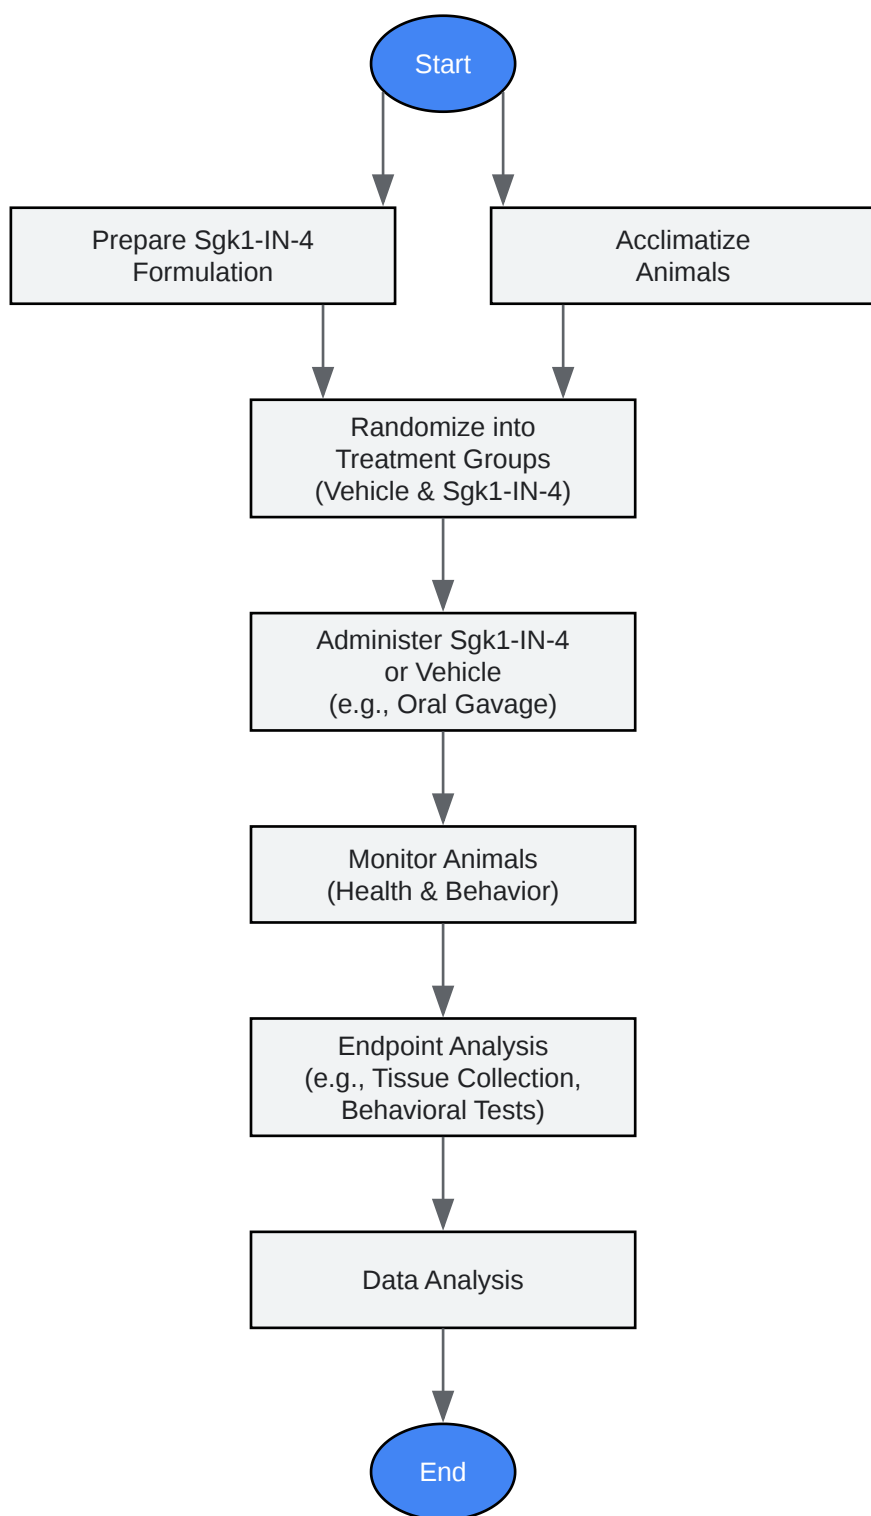 Start
Prepare Sgk1-IN-4
Formulation
Acclimatize
Animals
Randomize into
Treatment Groups
(Vehicle & Sgk1-IN-4)
Administer Sgk1-IN-4
or Vehicle
(e.g., Oral Gavage)
Monitor Animals
(Health & Behavior)
Endpoint Analysis
(e.g., Tissue Collection,
Behavioral Tests)
Data Analysis
End